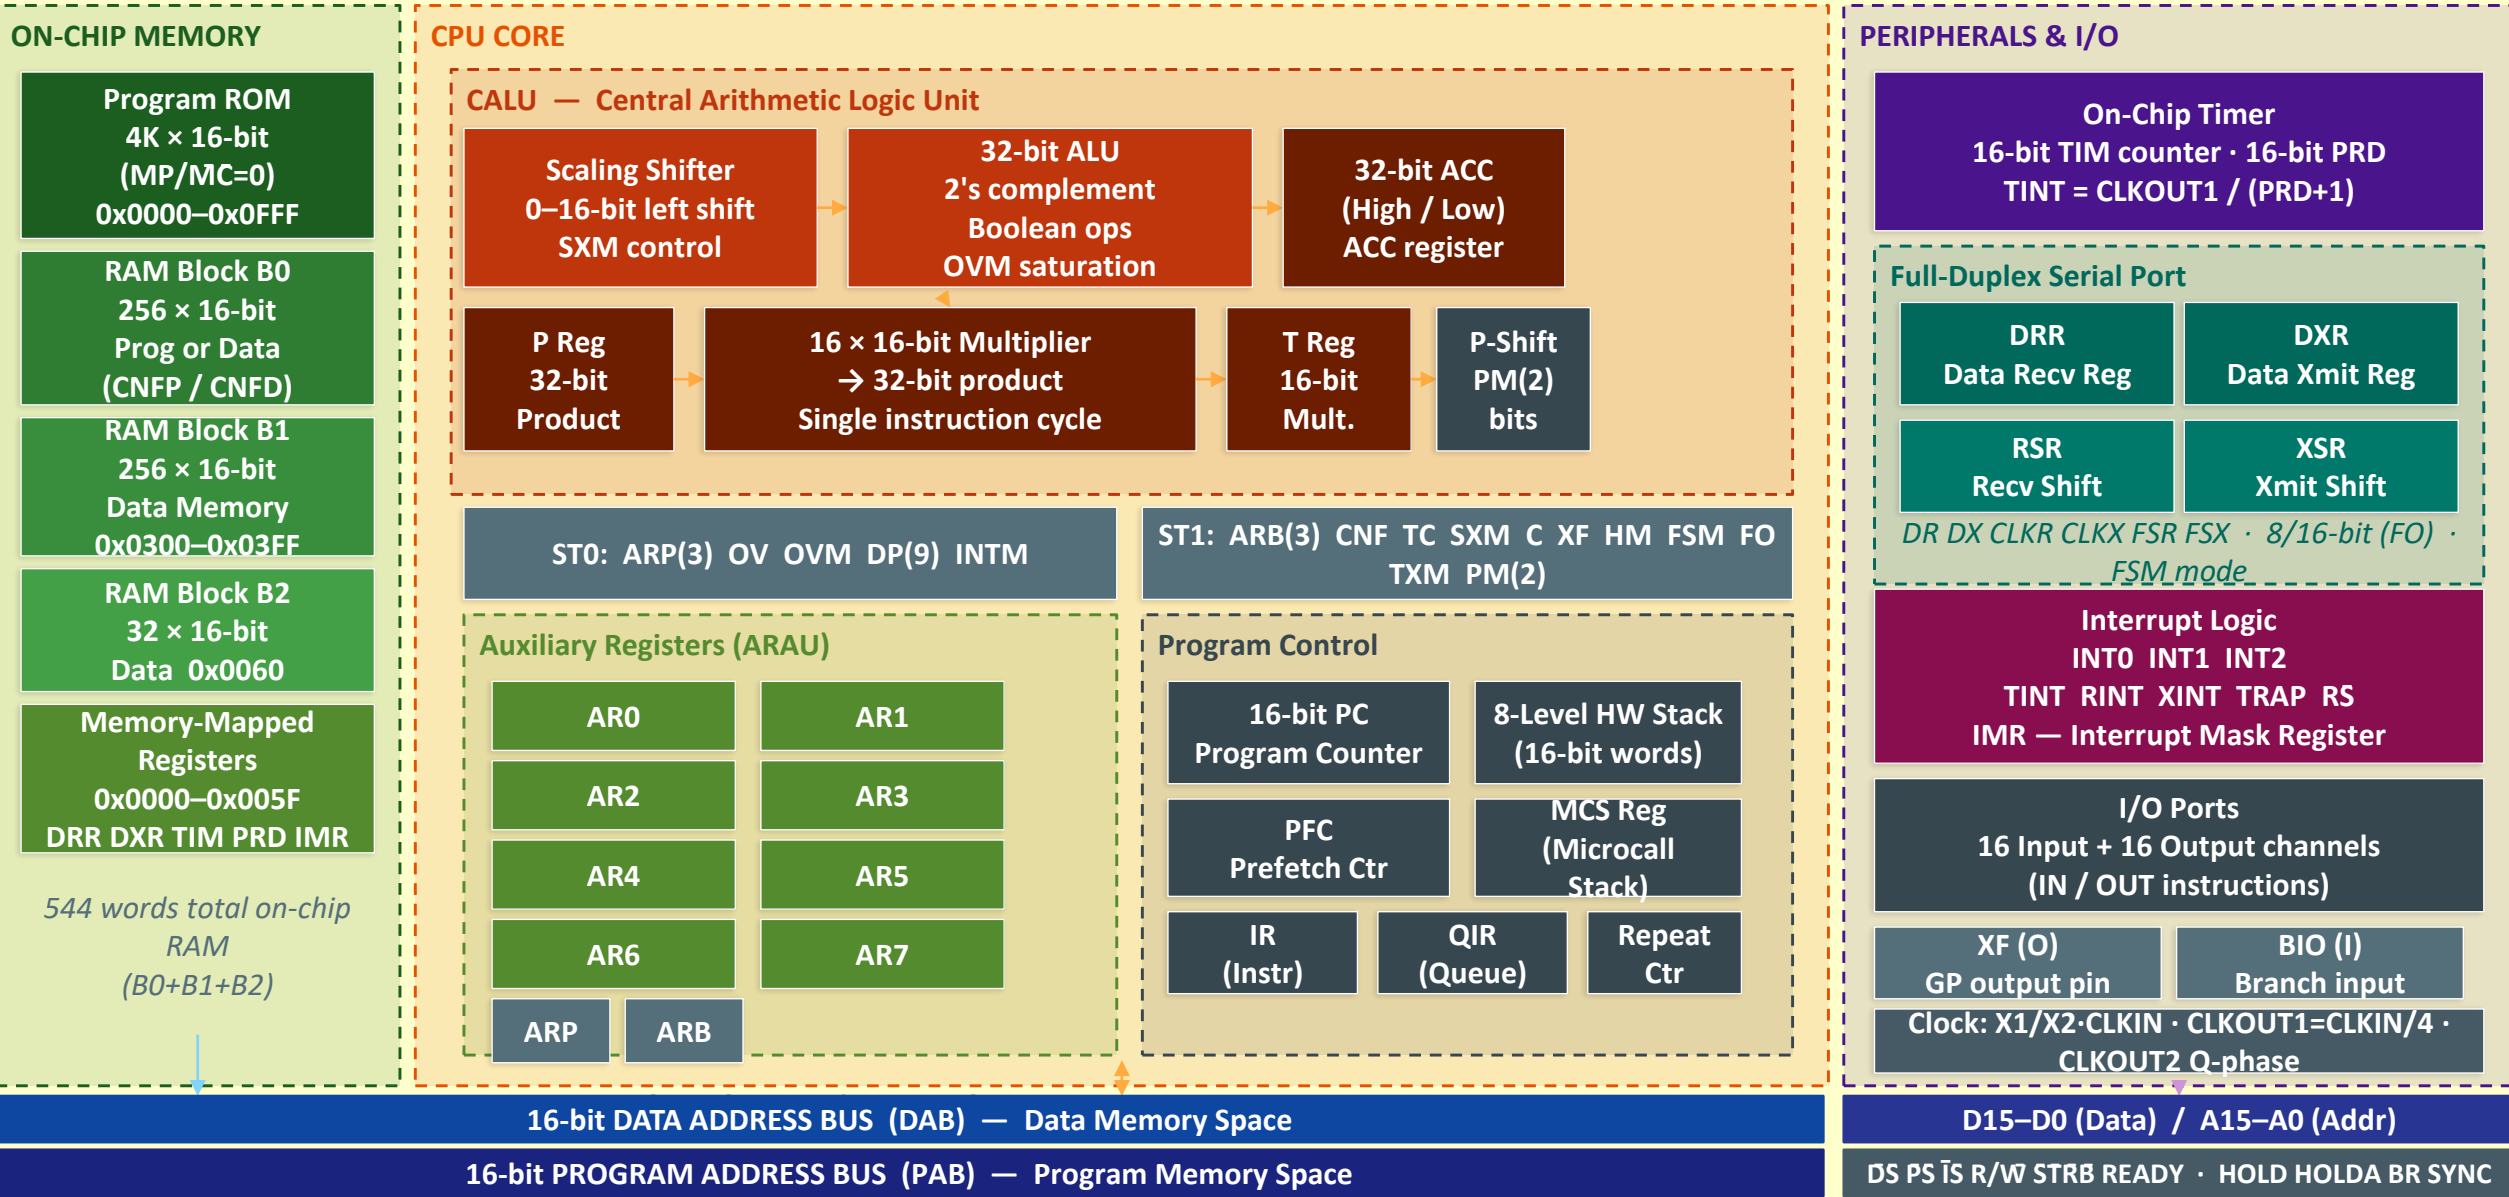 ON-CHIP MEMORY
Program ROM
4K × 16-bit
(MP/M̄C̄=0)
0x0000–0x0FFF
RAM Block B0
256 × 16-bit
Prog or Data
(CNFP / CNFD)
RAM Block B1
256 × 16-bit
Data Memory
0x0300–0x03FF
RAM Block B2
32 × 16-bit
Data 0x0060
Memory-Mapped
Registers
0x0000–0x005F
DRR DXR TIM PRD IMR
544 words total on-chip
RAM
(B0+B1+B2)
CPU CORE
CALU — Central Arithmetic Logic Unit
Scaling Shifter
0–16-bit left shift
SXM control
32-bit ALU
2's complement
Boolean ops
OVM saturation
32-bit ACC
(High / Low)
ACC register
P Reg
32-bit
Product
16 × 16-bit Multiplier
→ 32-bit product
Single instruction cycle
T Reg
16-bit
Mult.
P-Shift
PM(2)
bits
ST0: ARP(3) OV OVM DP(9) INTM
ST1: ARB(3) CNF TC SXM C XF HM FSM FO
TXM PM(2)
Auxiliary Registers (ARAU)
AR0
AR1
AR2
AR3
AR4
AR5
AR6
AR7
ARP
ARB
Program Control
16-bit PC
Program Counter
8-Level HW Stack
(16-bit words)
PFC
Prefetch Ctr
MCS Reg
(Microcall
Stack)
IR
(Instr)
QIR
(Queue)
Repeat
Ctr
PERIPHERALS & I/O
On-Chip Timer
16-bit TIM counter · 16-bit PRD
TINT = CLKOUT1 / (PRD+1)
Full-Duplex Serial Port
DRR
Data Recv Reg
DXR
Data Xmit Reg
RSR
Recv Shift
XSR
Xmit Shift
DR DX CLKR CLKX FSR FSX · 8/16-bit (FO) ·
FSM mode
Interrupt Logic
INT0 INT1 INT2
TINT RINT XINT TRAP RS̄
IMR — Interrupt Mask Register
I/O Ports
16 Input + 16 Output channels
(IN / OUT instructions)
XF (O)
GP output pin
BIO (I)
Branch input
Clock: X1/X2·CLKIN · CLKOUT1=CLKIN/4 ·
CLKOUT2 Q-phase
16-bit DATA ADDRESS BUS (DAB) — Data Memory Space
D15–D0 (Data) / A15–A0 (Addr)
16-bit PROGRAM ADDRESS BUS (PAB) — Program Memory Space
D̄S P̄S ĪS R/W̄ STR̄B̄ READY · HOLD HOLDA BR SYNC